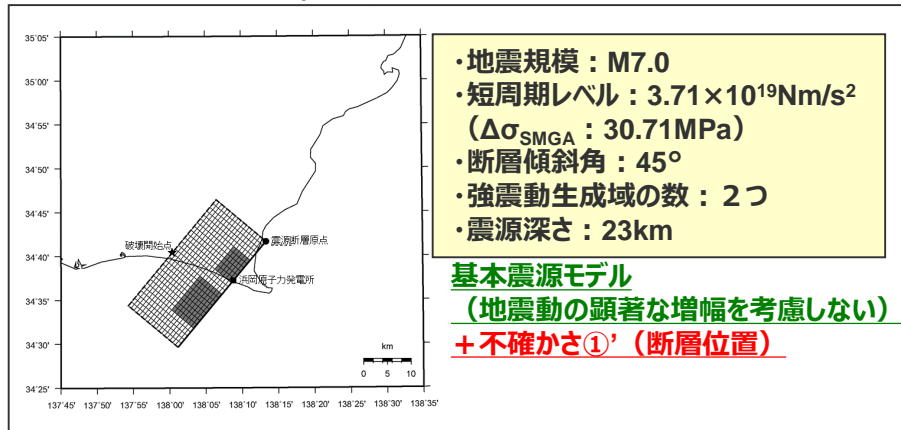 35˚05'
35˚00'
34˚55'
34˚50'
34˚45'
34˚40'
34˚35'
34˚30'
34˚25'
137˚45' 137˚50' 137˚55' 138˚00' 138˚05' 138˚10' 138˚15' 138˚20' 138˚25' 138˚30' 138˚35'
破壊開始点
震源断層原点
浜岡原子力発電所
km
0 5 10
・地震規模：M7.0
・短周期レベル：3.71×10¹⁹Nm/s²
（ΔσSMGA：30.71MPa）
・断層傾斜角：45°
・強震動生成域の数：２つ
・震源深さ：23km
基本震源モデル
（地震動の顕著な増幅を考慮しない）
＋不確かさ①’（断層位置）